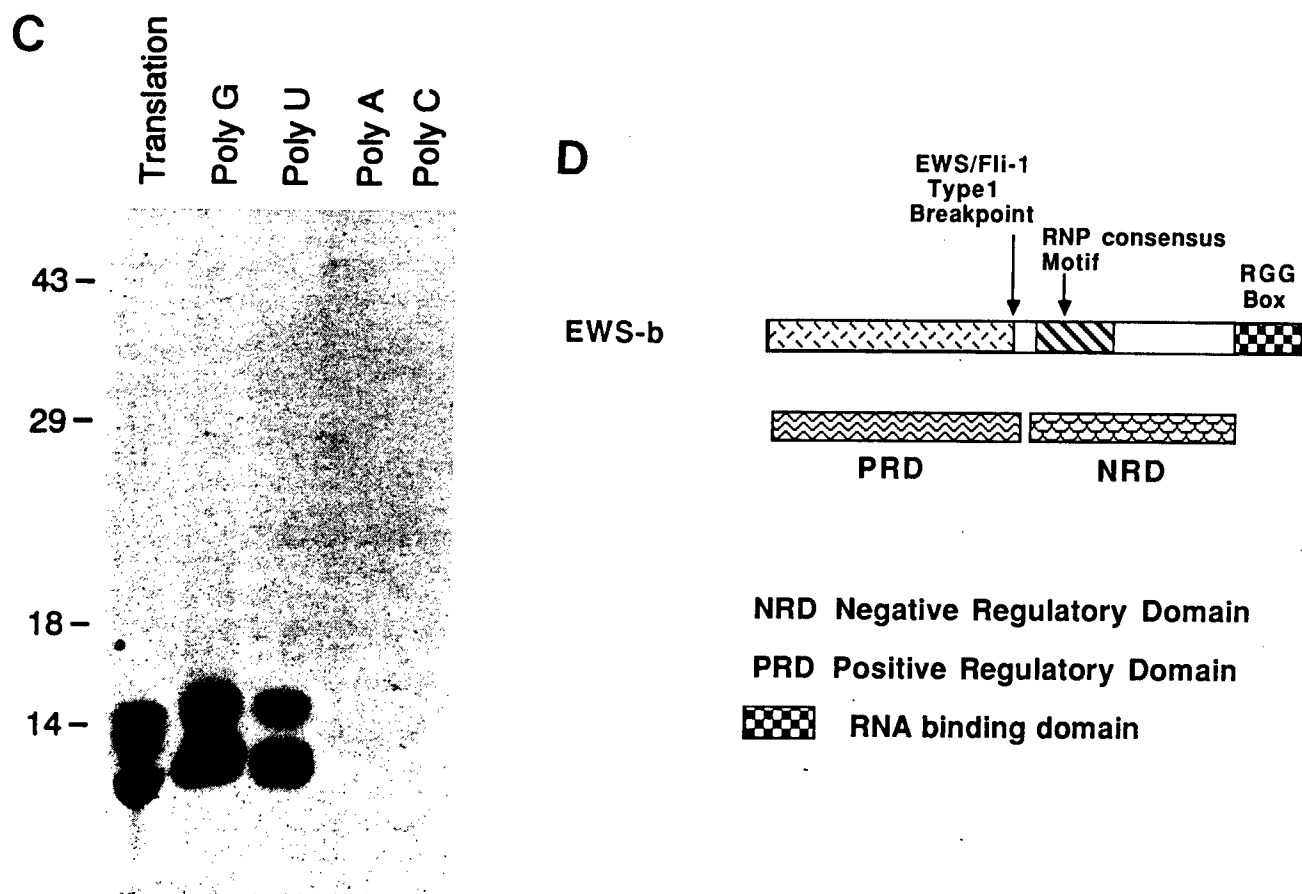 C
Translation
Poly G
Poly U
Poly A
Poly C
43
29
18
14
D
EWS/Fli-1
Type1
Breakpoint
RNP consensus
Motif
RGG
Box
EWS-b
PRD
NRD
NRD Negative Regulatory Domain
PRD Positive Regulatory Domain
RNA binding domain